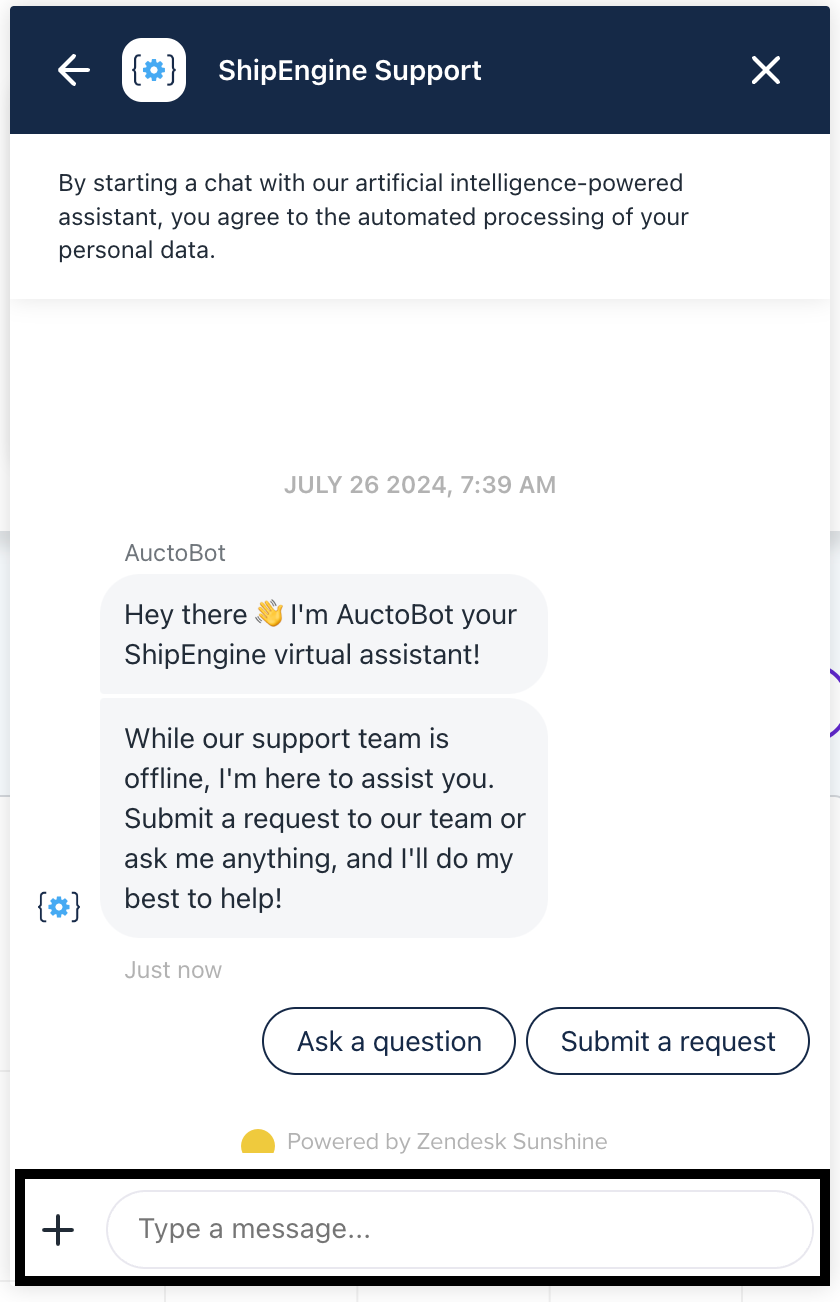 ShipEngine Support
By starting a chat with our artificial intelligence-powered
assistant, you agree to the automated processing of your
personal data.
JULY 26 2024, 7:39 AM
AuctoBot
Hey there 👋 I'm AuctoBot your
ShipEngine virtual assistant!
While our support team is
offline, I'm here to assist you.
Submit a request to our team or
ask me anything, and I'll do my
best to help!
Just now
Ask a question
Submit a request
Powered by Zendesk Sunshine
Type a message...